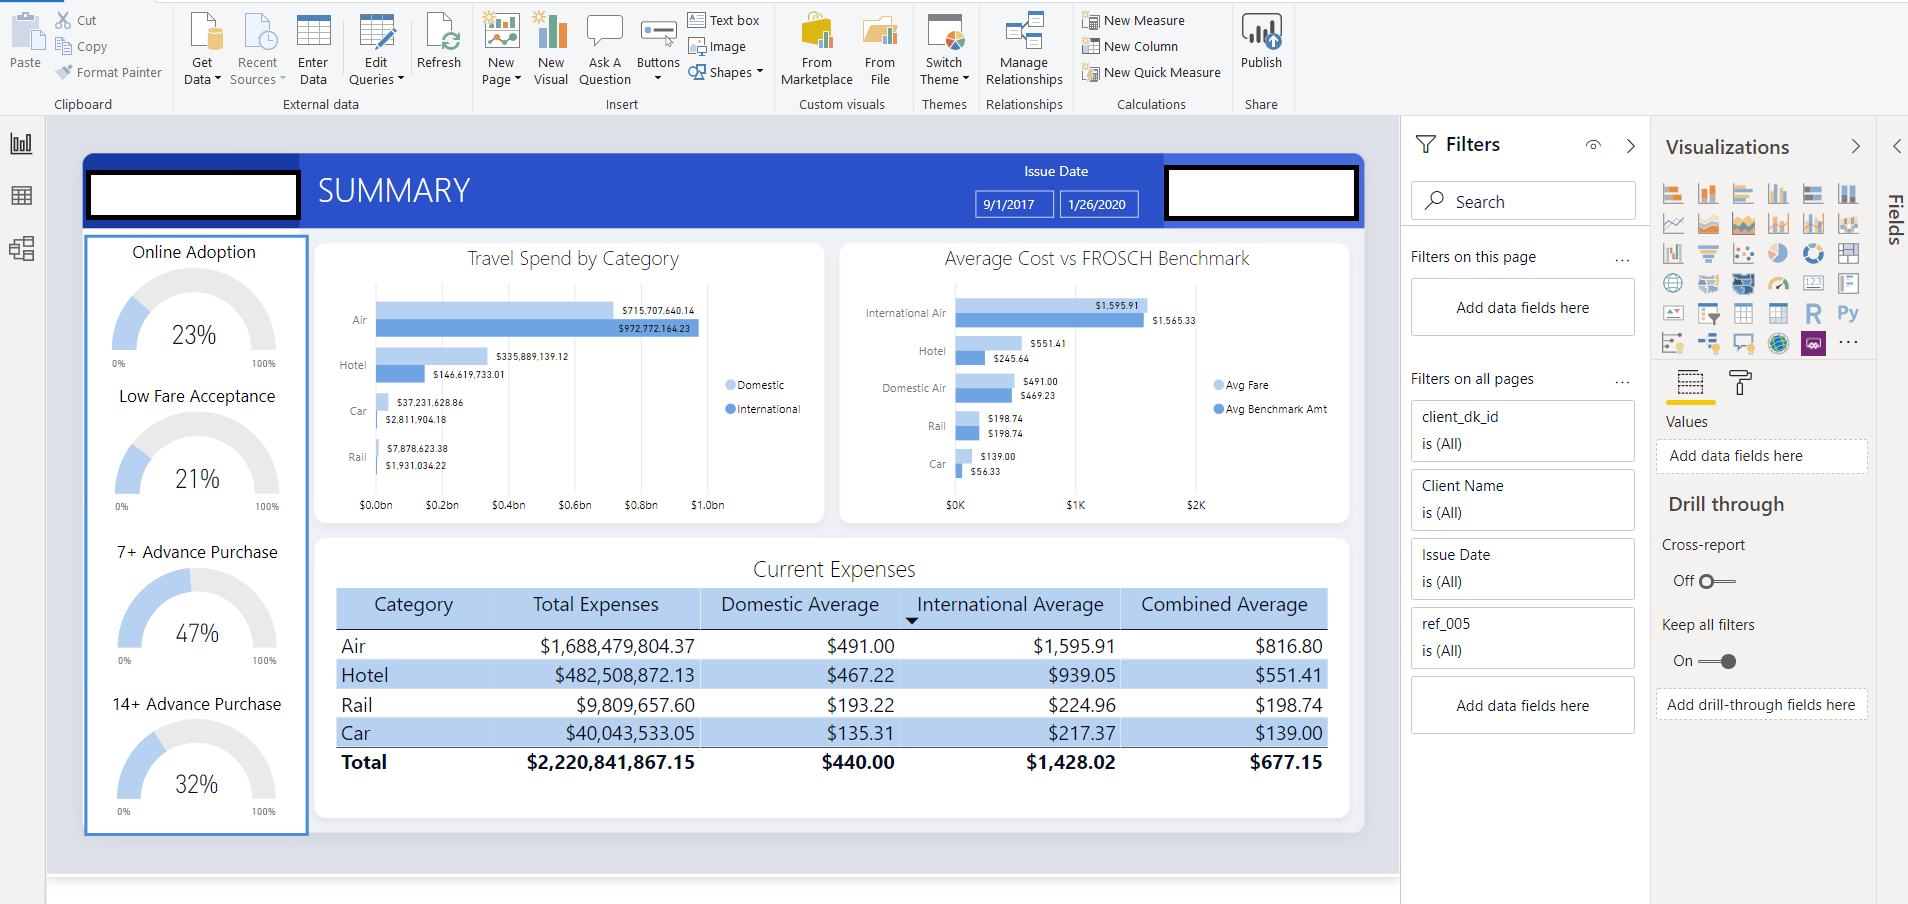 Paste
Cut
Copy
Format Painter
Clipboard
Get Data
Recent Sources
Enter Data
Edit Queries
Refresh
External data
New Page
New Visual
Ask A Question
Buttons
Text box
Image
Shapes
Insert
From Marketplace
From File
Custom visuals
Switch Theme
Themes
Manage Relationships
Relationships
New Measure
New Column
New Quick Measure
Calculations
Publish
Share
SUMMARY
Issue Date
9/1/2017
1/26/2020
Online Adoption
23%
0% 100%
Low Fare Acceptance
21%
0% 100%
7+ Advance Purchase
47%
0% 100%
14+ Advance Purchase
32%
0% 100%
Travel Spend by Category
Air
$715,707,640.14
$972,772,164.23
Hotel
$335,889,139.12
$146,619,733.01
Car
$37,231,628.86
$2,811,904.18
Rail
$7,878,623.38
$1,931,034.22
$0.0bn $0.2bn $0.4bn $0.6bn $0.8bn $1.0bn
Domestic
International
Average Cost vs FROSCH Benchmark
International Air
$1,595.91
$1,565.33
Hotel
$551.41
$245.64
Domestic Air
$491.00
$469.23
Rail
$198.74
$198.74
Car
$139.00
$56.33
$0K $1K $2K
Avg Fare
Avg Benchmark Amt
Current Expenses
Category Total Expenses Domestic Average International Average Combined Average
Air $1,688,479,804.37 $491.00 $1,595.91 $816.80
Hotel $482,508,872.13 $467.22 $939.05 $551.41
Rail $9,809,657.60 $193.22 $224.96 $198.74
Car $40,043,533.05 $135.31 $217.37 $139.00
Total $2,220,841,867.15 $440.00 $1,428.02 $677.15
Filters
Search
Filters on this page ...
Add data fields here
Filters on all pages ...
client_dk_id
is (All)
Client Name
is (All)
Issue Date
is (All)
ref_005
is (All)
Add data fields here
Visualizations
123
R
Py
...
Values
Add data fields here
Drill through
Cross-report
Off
Keep all filters
On
Add drill-through fields here
Fields